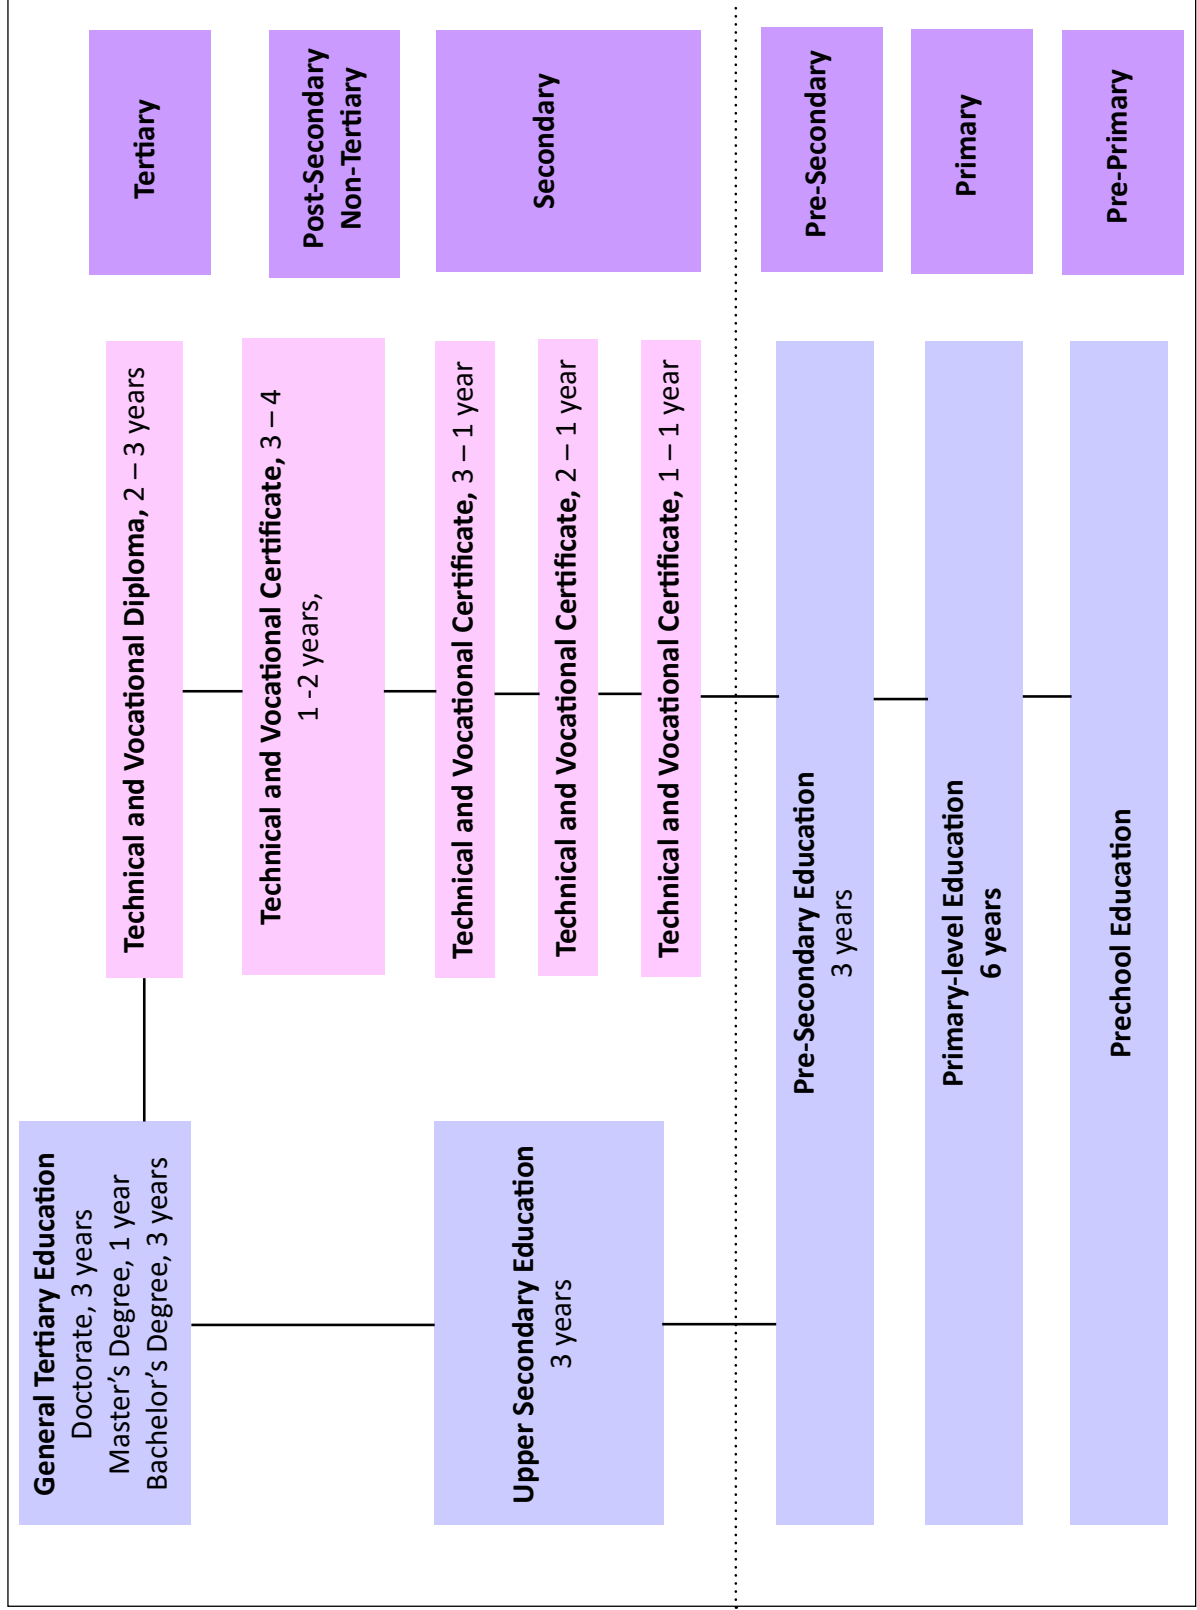 General Tertiary Education
Doctorate, 3 years
Master's Degree, 1 year
Bachelor's Degree, 3 years
Technical and Vocational Diploma, 2 – 3 years
Tertiary
Technical and Vocational Certificate, 3 – 4
1 -2 years,
Post-Secondary
Non-Tertiary
Upper Secondary Education
3 years
Technical and Vocational Certificate, 3 – 1 year
Technical and Vocational Certificate, 2 – 1 year
Technical and Vocational Certificate, 1 – 1 year
Secondary
Pre-Secondary Education
3 years
Pre-Secondary
Primary-level Education
6 years
Primary
Prechool Education
Pre-Primary